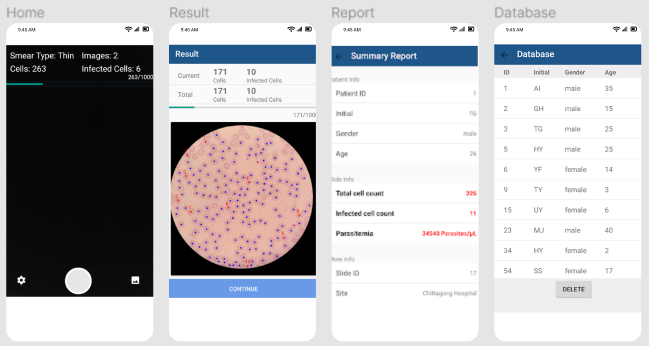 Home
9:45 AM
Smear Type: Thin Images: 2
Cells: 263 Infected Cells: 6
263/1000
Result
9:45 AM
Result
Current 171 10
Cells Infected Cells
Total 171 10
Cells Infected Cells
171/100
CONTINUE
Report
9:45 AM
Summary Report
atient Info
Patient ID 1
Initial TG
Gender male
Age 26
lide Info
Total cell count 225
Infected cell count 11
Parasitemia 34543 Parasites/μL
More Info
Slide ID 17
Site Chittagong Hospital
Database
9:45 AM
Database
ID Initial Gender Age
1 AI male 35
2 GH male 15
3 TG male 25
5 HY male 25
6 YF female 14
9 TY female 3
15 UY female 6
23 MJ male 40
34 HY female 2
54 SS female 17
DELETE